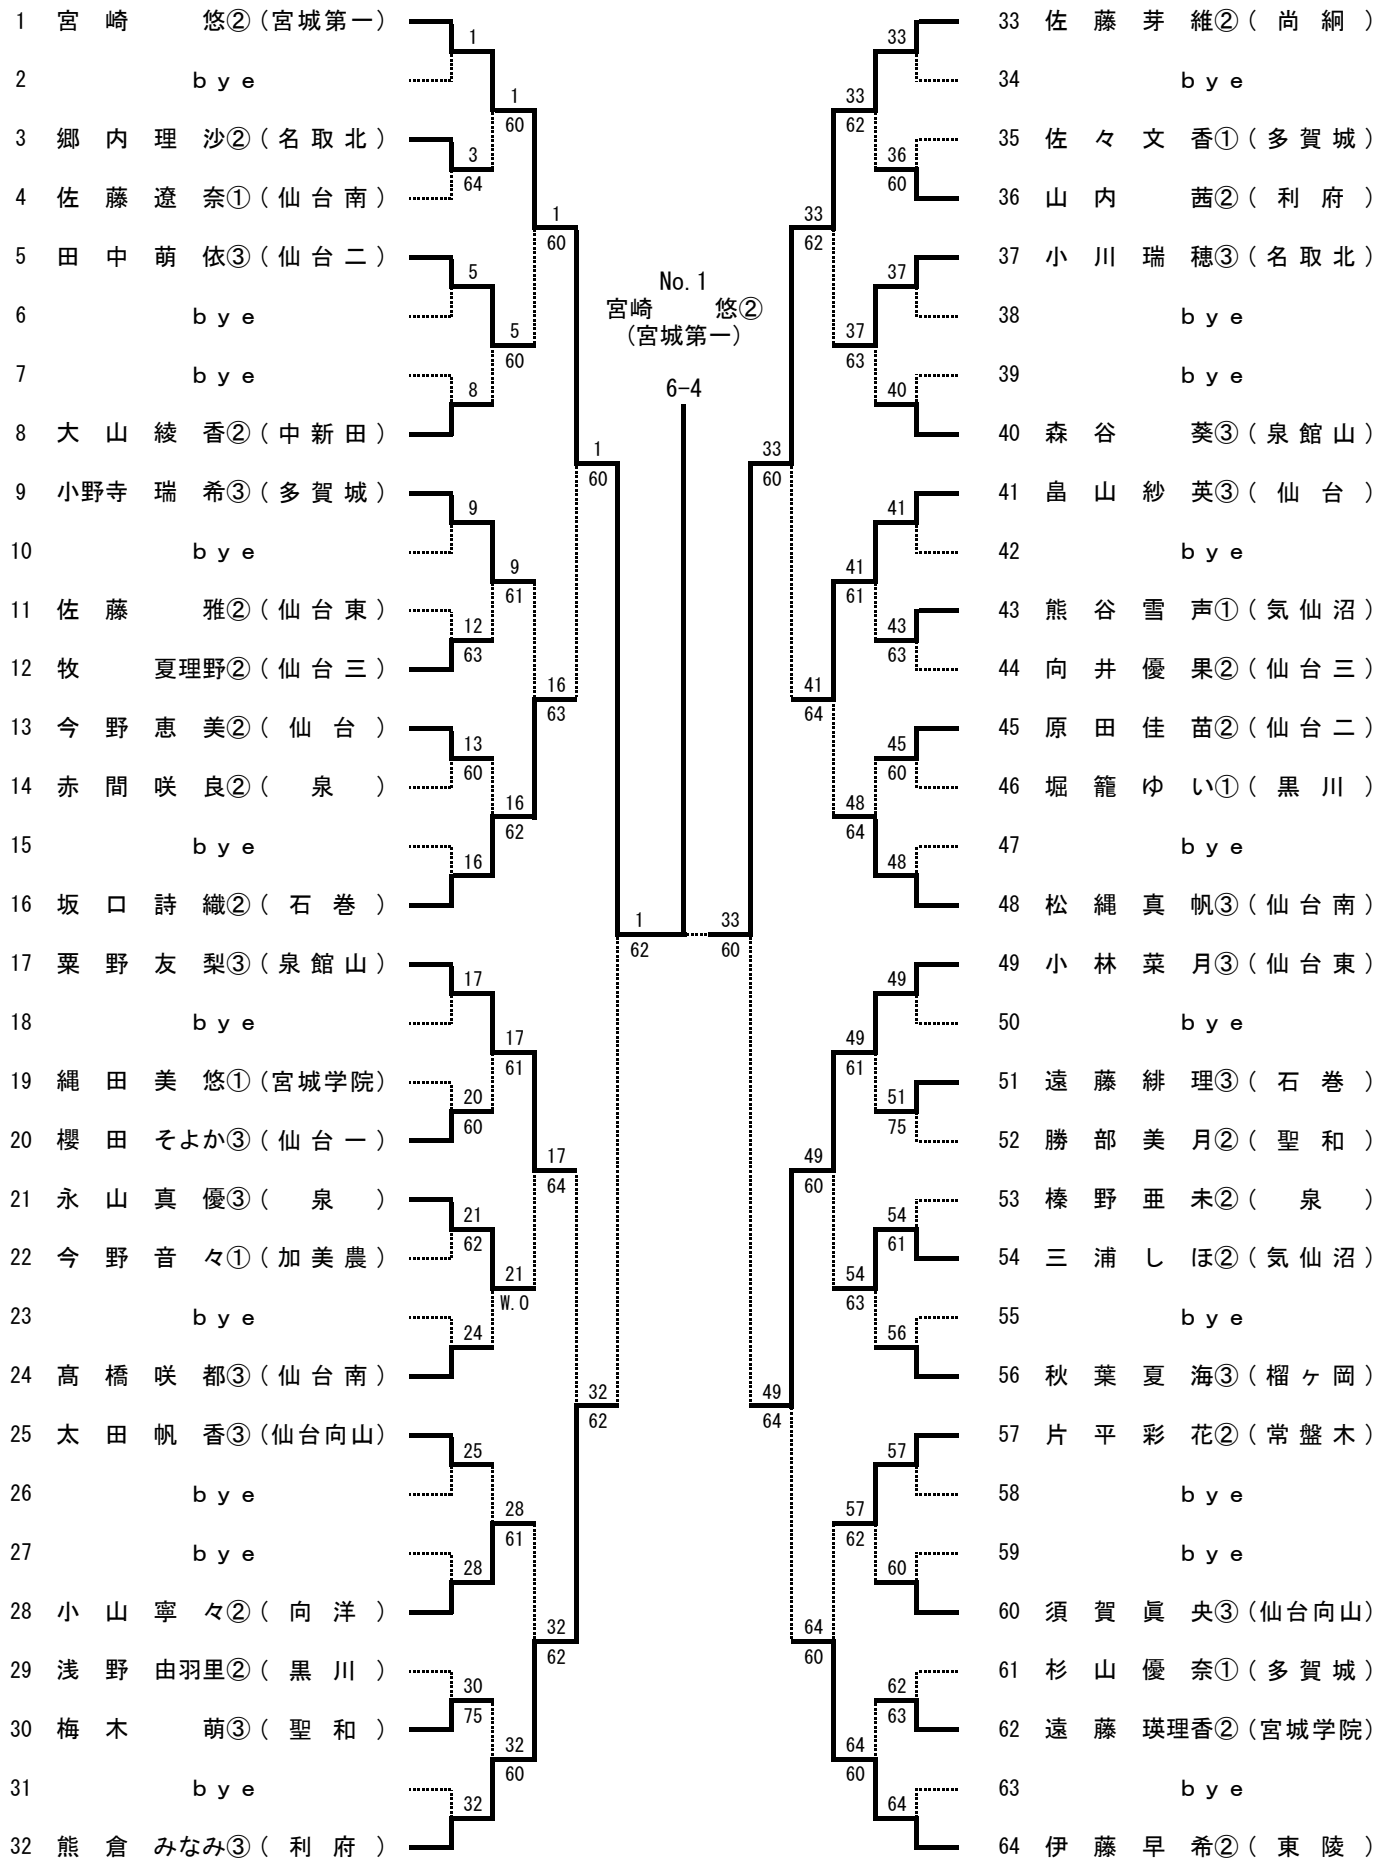 1 宮崎 悠②(宮城第一)
2 bye
3 郷内理沙②(名取北)
4 佐藤遼奈①(仙台南)
5 田中萌依③(仙台二)
6 bye
7 bye
8 大山綾香②(中新田)
9 小野寺瑞希③(多賀城)
10 bye
11 佐藤 雅②(仙台東)
12 牧 夏理野②(仙台三)
13 今野恵美②(仙台)
14 赤間咲良②(泉)
15 bye
16 坂口詩織②(石巻)
17 粟野友梨③(泉館山)
18 bye
19 縄田美悠①(宮城学院)
20 櫻田そよか③(仙台一)
21 永山真優③(泉)
22 今野音々①(加美農)
23 bye
24 髙橋咲都③(仙台南)
25 太田帆香③(仙台向山)
26 bye
27 bye
28 小山寧々②(向洋)
29 浅野由羽里②(黒川)
30 梅木 萌③(聖和)
31 bye
32 熊倉みなみ③(利府)
1
3
64
5
8
9
12
63
13
60
16
17
20
60
21
62
24
25
28
30
75
32
1
60
5
60
9
61
16
62
17
61
21
W.O
28
61
32
60
1
60
16
63
17
64
32
62
1
60
32
62
1
62
No.1
宮崎 悠②
(宮城第一)
6-4
33
60
33
60
49
64
33
62
41
64
49
60
64
60
33
62
37
63
41
61
48
64
49
61
54
63
57
62
64
60
33
36
60
37
40
41
43
63
45
60
48
49
51
75
54
61
56
57
60
62
63
64
33 佐藤芽維②(尚絅)
34 bye
35 佐々文香①(多賀城)
36 山内 茜②(利府)
37 小川瑞穂③(名取北)
38 bye
39 bye
40 森谷 葵③(泉館山)
41 畠山紗英③(仙台)
42 bye
43 熊谷雪声①(気仙沼)
44 向井優果②(仙台三)
45 原田佳苗②(仙台二)
46 堀籠ゆい①(黒川)
47 bye
48 松縄真帆③(仙台南)
49 小林菜月③(仙台東)
50 bye
51 遠藤緋理③(石巻)
52 勝部美月②(聖和)
53 榛野亜未②(泉)
54 三浦しほ②(気仙沼)
55 bye
56 秋葉夏海③(榴ヶ岡)
57 片平彩花②(常盤木)
58 bye
59 bye
60 須賀眞央③(仙台向山)
61 杉山優奈①(多賀城)
62 遠藤瑛理香②(宮城学院)
63 bye
64 伊藤早希②(東陵)